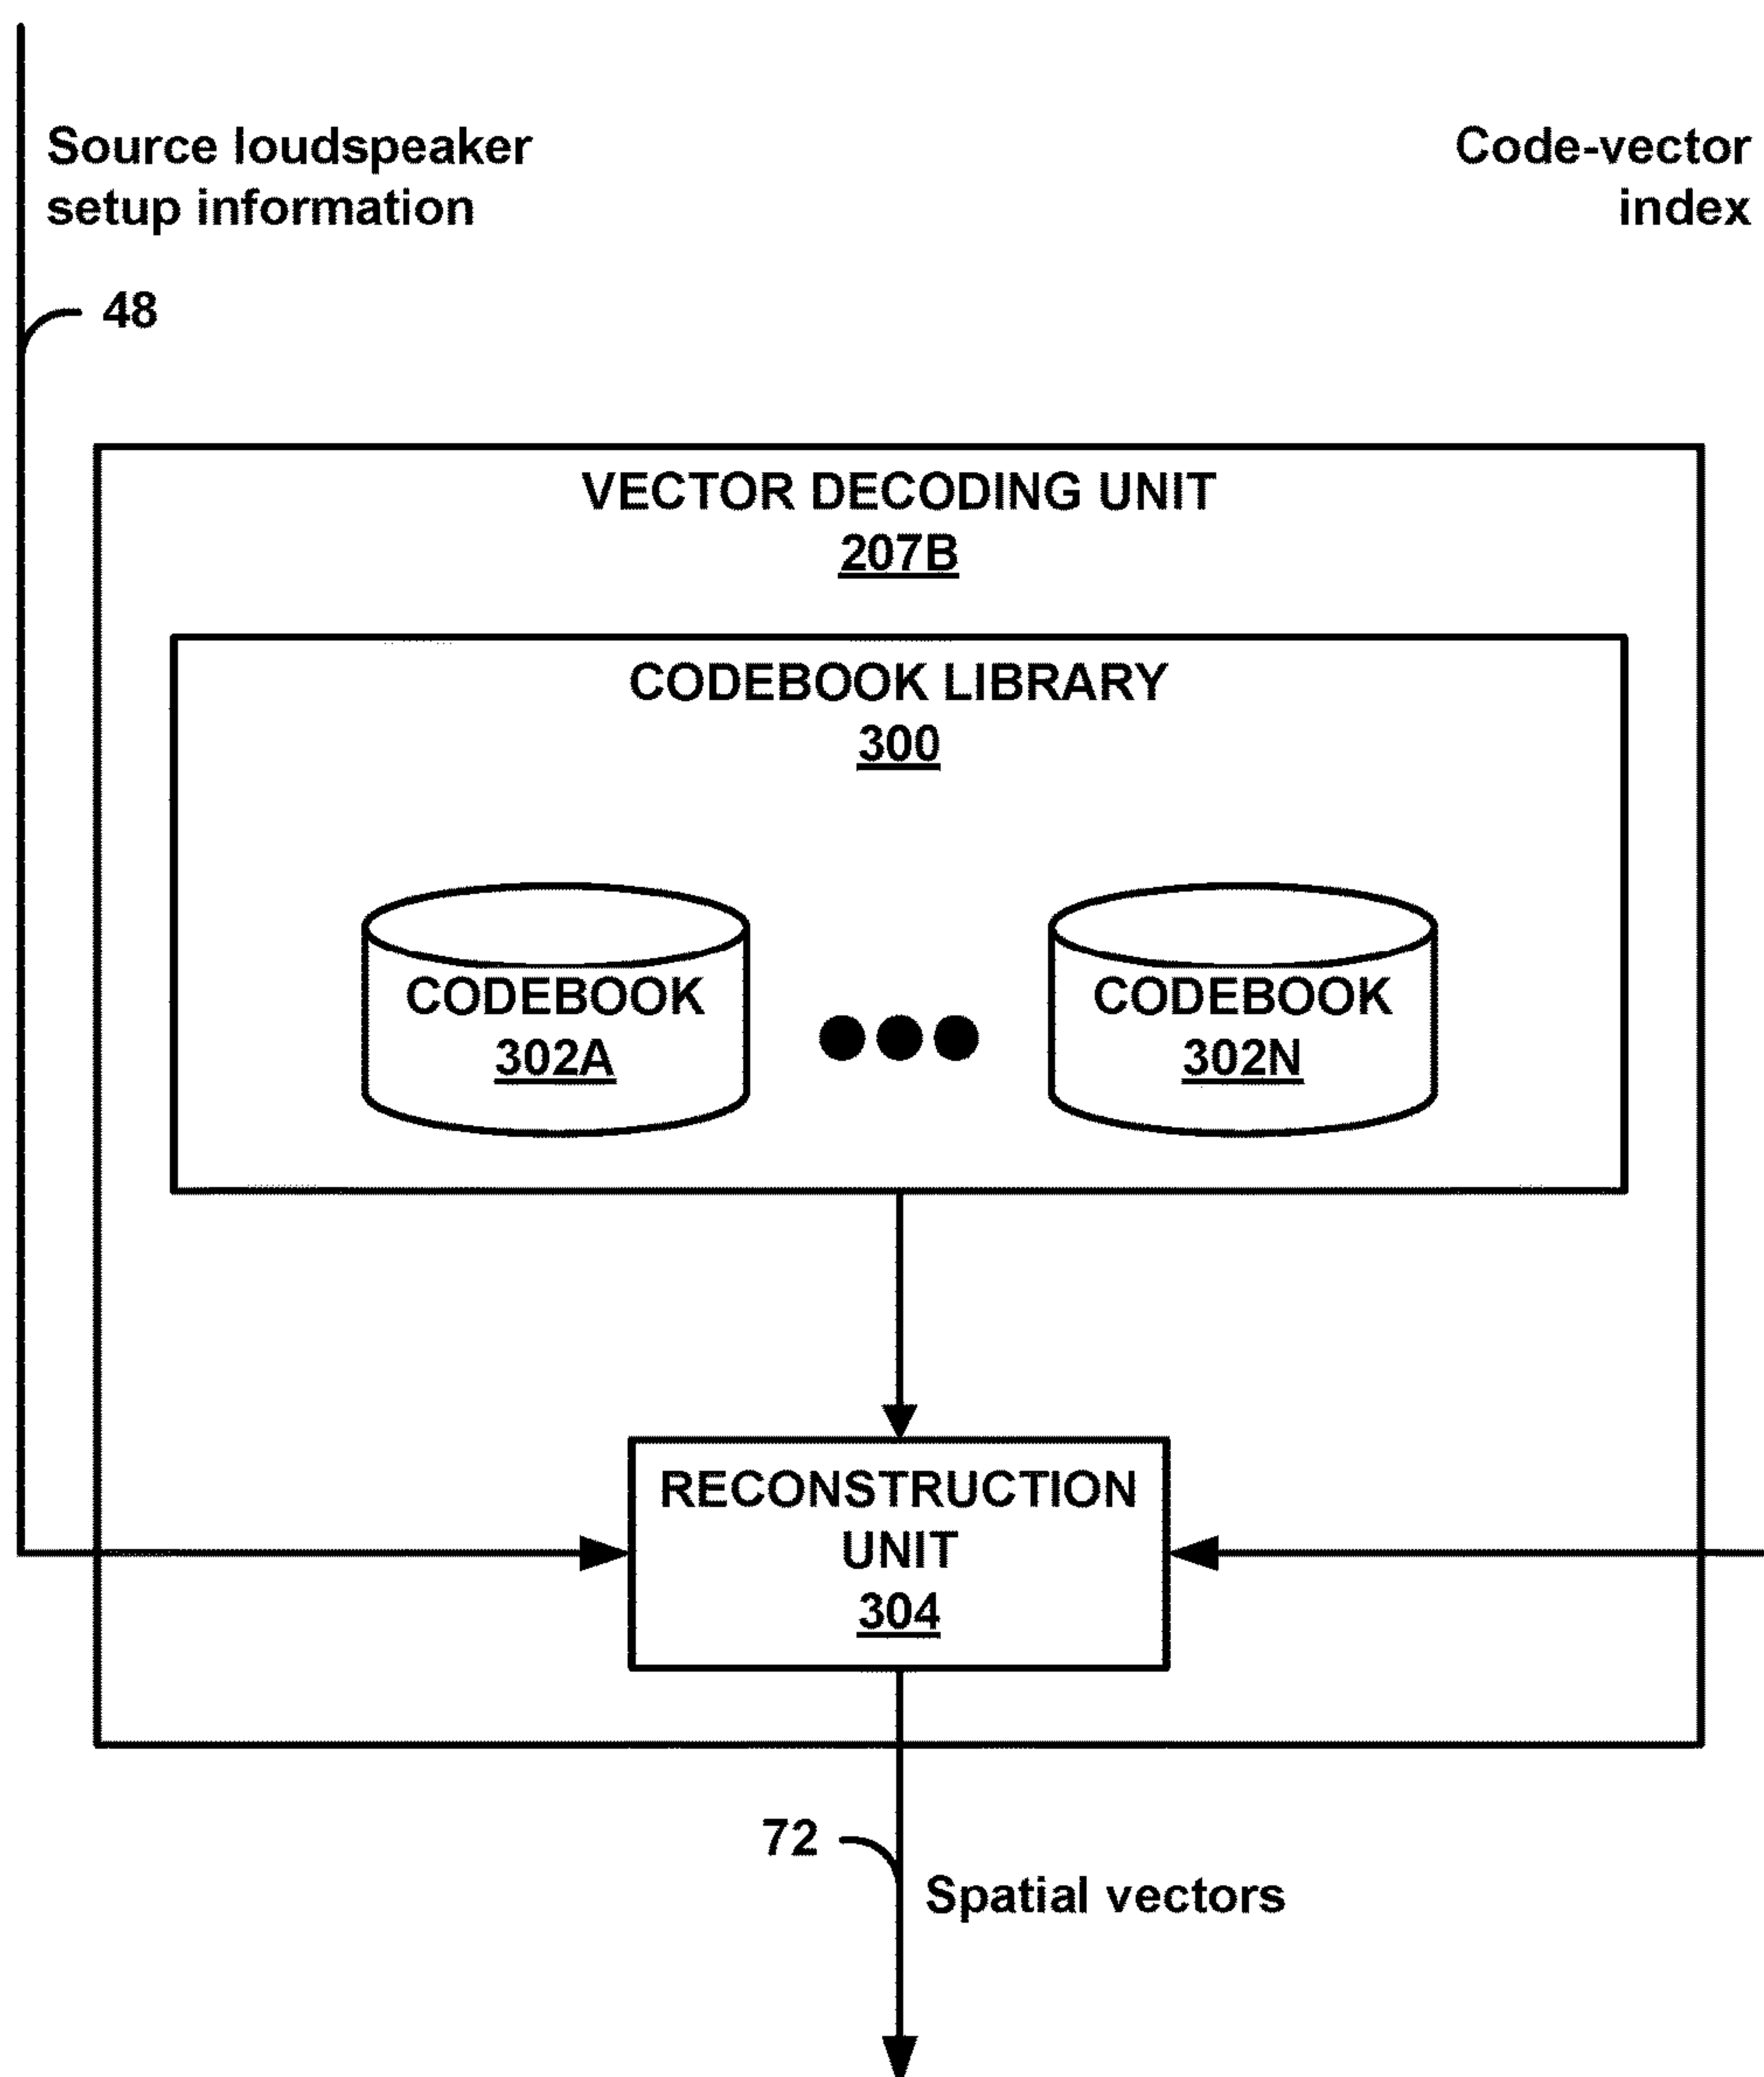 Source loudspeaker
setup information
Code-vector
index
48
VECTOR DECODING UNIT
207B
CODEBOOK LIBRARY
300
CODEBOOK
302A
CODEBOOK
302N
RECONSTRUCTION
UNIT
304
72
Spatial vectors